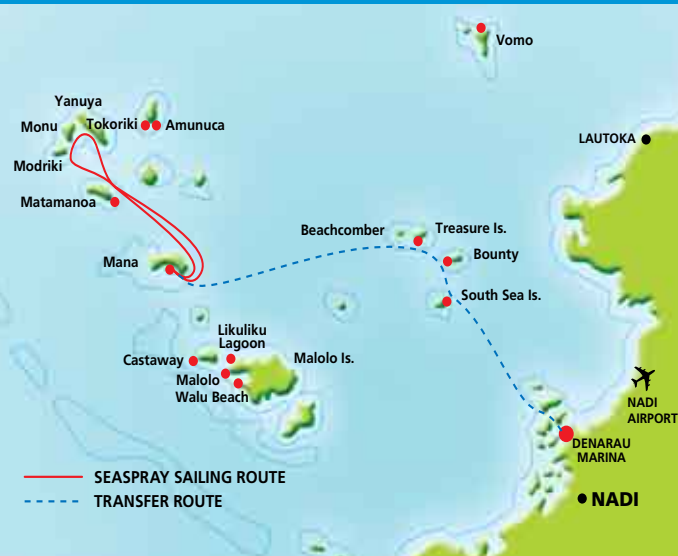 Vomo
Yanuya
Monu
Tokoriki
Amunuca
LAUTOKA
Modriki
Matamanoa
Beachcomber
Treasure Is.
Bounty
Mana
South Sea Is.
Likuliku
Lagoon
Castaway
Malolo Is.
Malolo
Walu Beach
NADI
AIRPORT
DENARAU
MARINA
SEASPRAY SAILING ROUTE
TRANSFER ROUTE
NADI